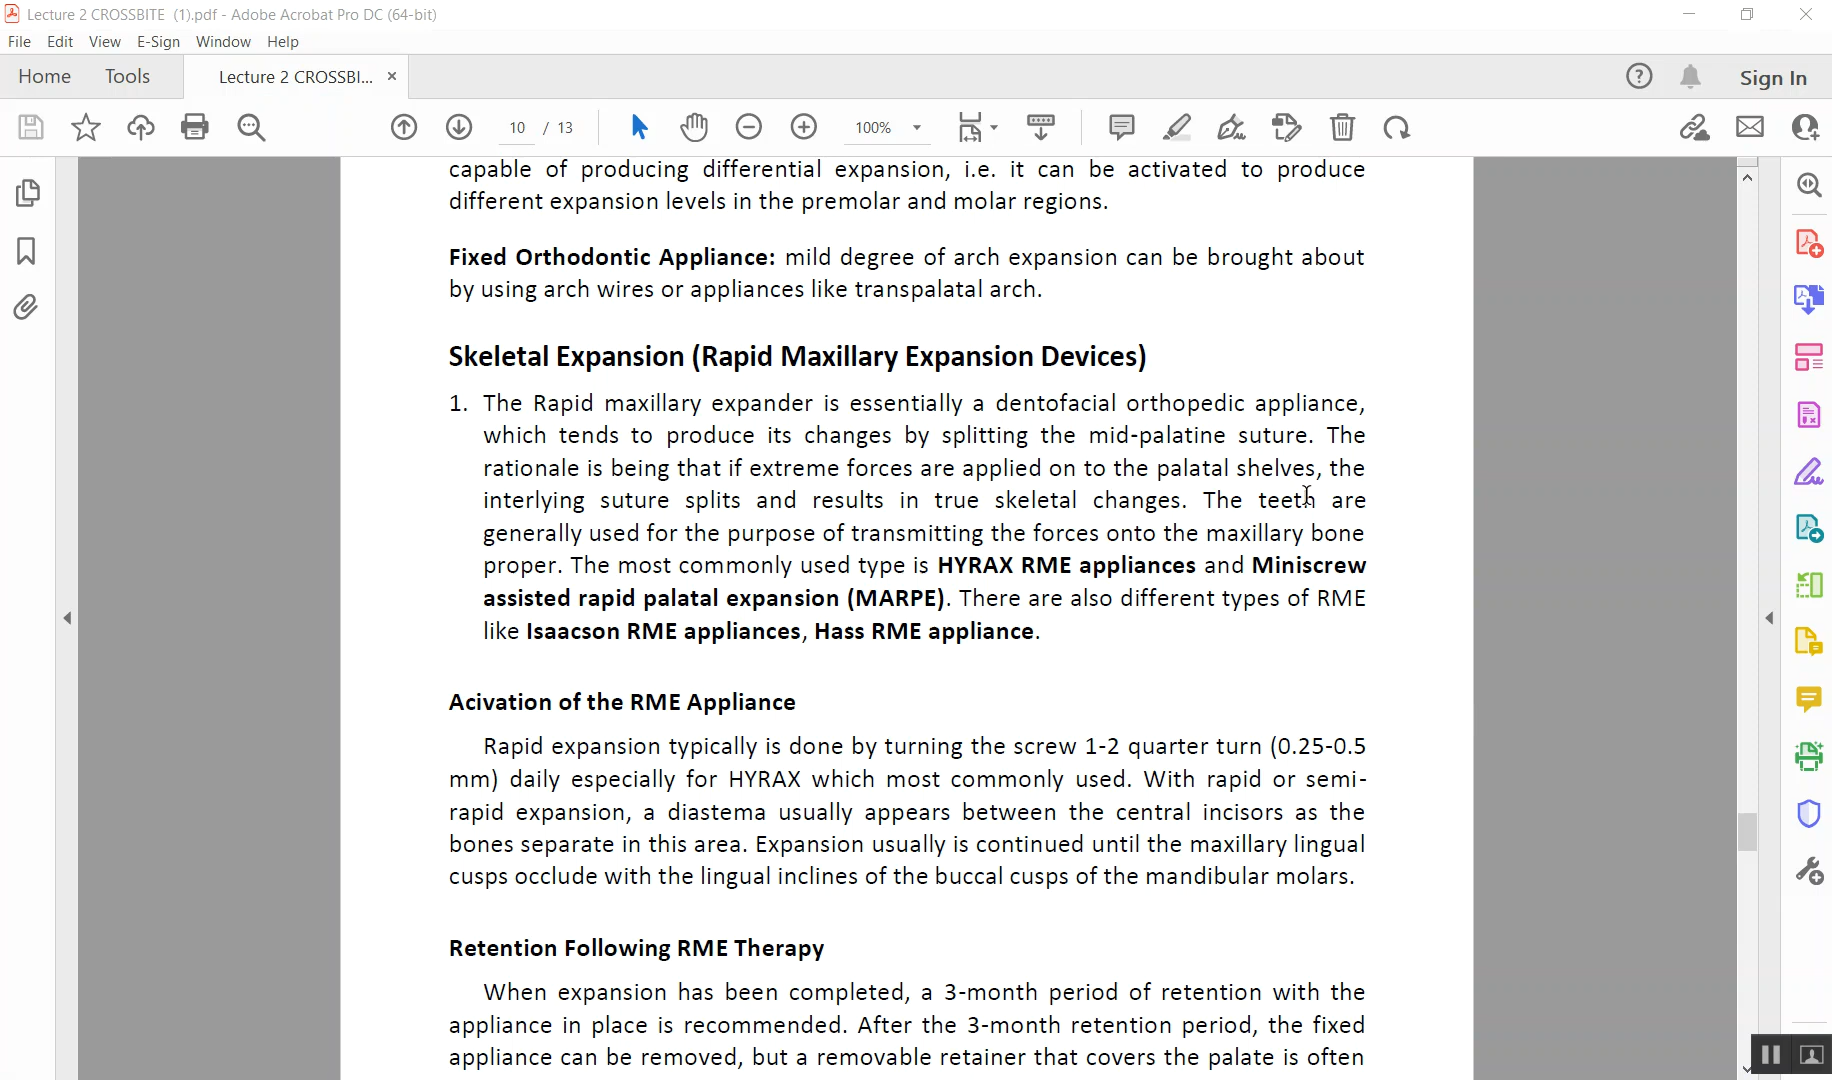 Lecture 2 CROSSBITE  (1).pdf - Adobe Acrobat Pro DC (64-bit)
File Edit View E-Sign Window Help
Home Tools Lecture 2 CROSSBI... × Sign In
10 / 13 100%
capable of producing differential expansion, i.e. it can be activated to produce
different expansion levels in the premolar and molar regions.
Fixed Orthodontic Appliance: mild degree of arch expansion can be brought about
by using arch wires or appliances like transpalatal arch.
Skeletal Expansion (Rapid Maxillary Expansion Devices)
1. The Rapid maxillary expander is essentially a dentofacial orthopedic appliance,
which tends to produce its changes by splitting the mid-palatine suture. The
rationale is being that if extreme forces are applied on to the palatal shelves, the
interlying suture splits and results in true skeletal changes. The teeth are
generally used for the purpose of transmitting the forces onto the maxillary bone
proper. The most commonly used type is HYRAX RME appliances and Miniscrew
assisted rapid palatal expansion (MARPE). There are also different types of RME
like Isaacson RME appliances, Hass RME appliance.
Acivation of the RME Appliance
Rapid expansion typically is done by turning the screw 1-2 quarter turn (0.25-0.5
mm) daily especially for HYRAX which most commonly used. With rapid or semi-
rapid expansion, a diastema usually appears between the central incisors as the
bones separate in this area. Expansion usually is continued until the maxillary lingual
cusps occlude with the lingual inclines of the buccal cusps of the mandibular molars.
Retention Following RME Therapy
When expansion has been completed, a 3-month period of retention with the
appliance in place is recommended. After the 3-month retention period, the fixed
appliance can be removed, but a removable retainer that covers the palate is often